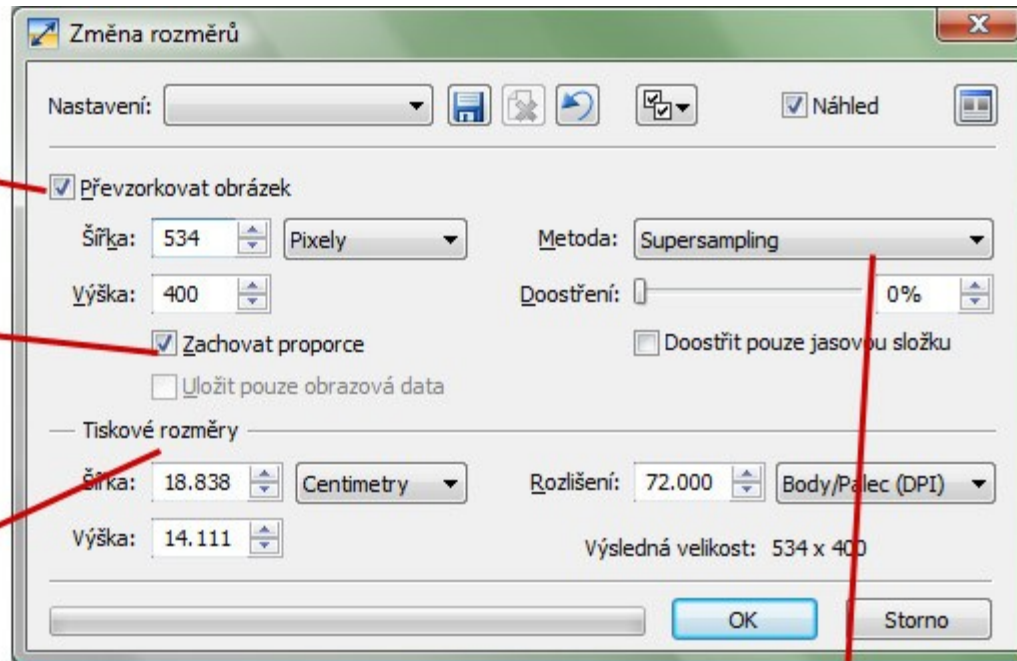 Změna rozměrů
Nastavení: Náhled
Převzorkovat obrázek
Šířka: 534 Pixely Metoda: Supersampling
Výška: 400 Doostření: 0%
Zachovat proporce Doostřit pouze jasovou složku
Uložit pouze obrazová data
Tiskové rozměry
Šířka: 18.838 Centimetry Rozlišení: 72.000 Body/Palec (DPI)
Výška: 14.111 Výsledná velikost: 534 x 400
OK Storno